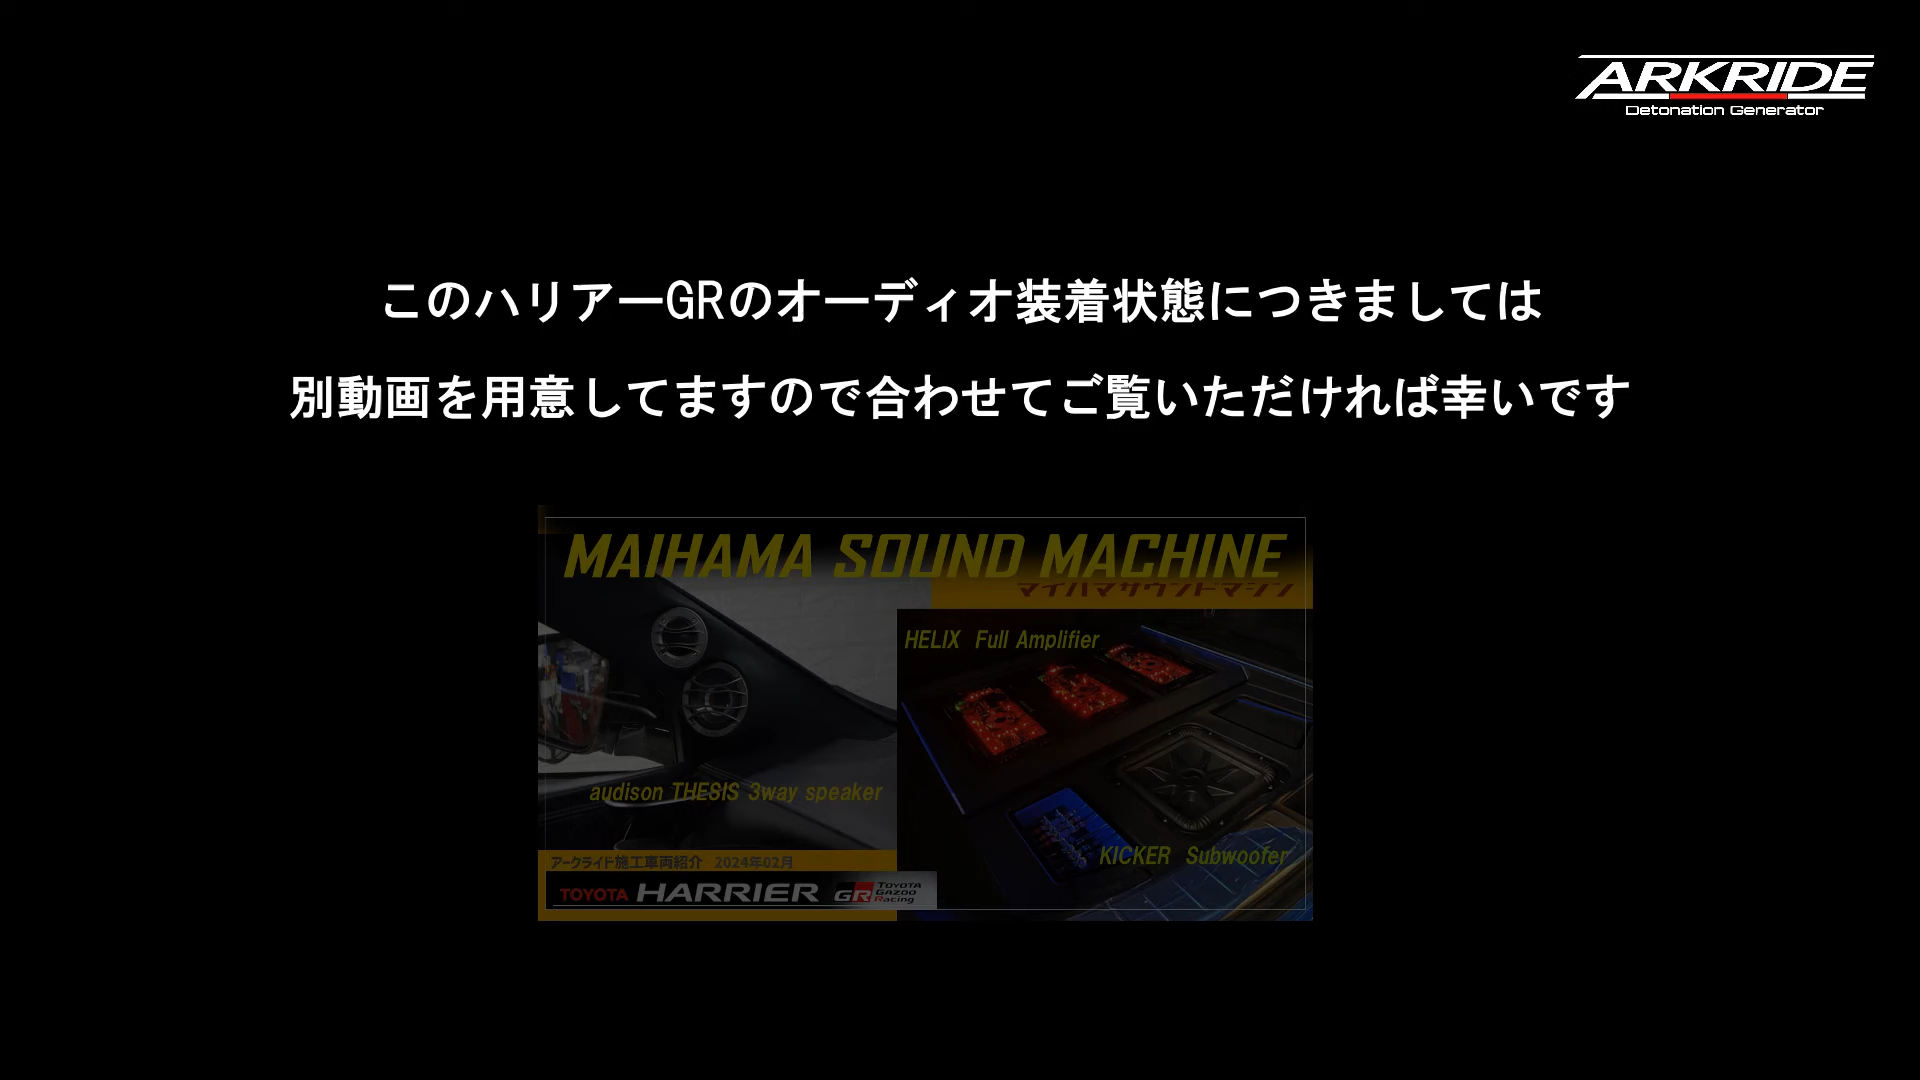 ARKRIDE
Detonation Generator
このハリアーGRのオーディオ装着状態につきましては
別動画を用意してますので合わせてご覧いただければ幸いです
MAIHAMA SOUND MACHINE
マイハマサウンドマシン
HELIX Full Amplifier
audison THESIS 3way speaker
KICKER Subwoofer
アークライド施工車両紹介 2024年02月
TOYOTA HARRIER GR TOYOTA GAZOO Racing